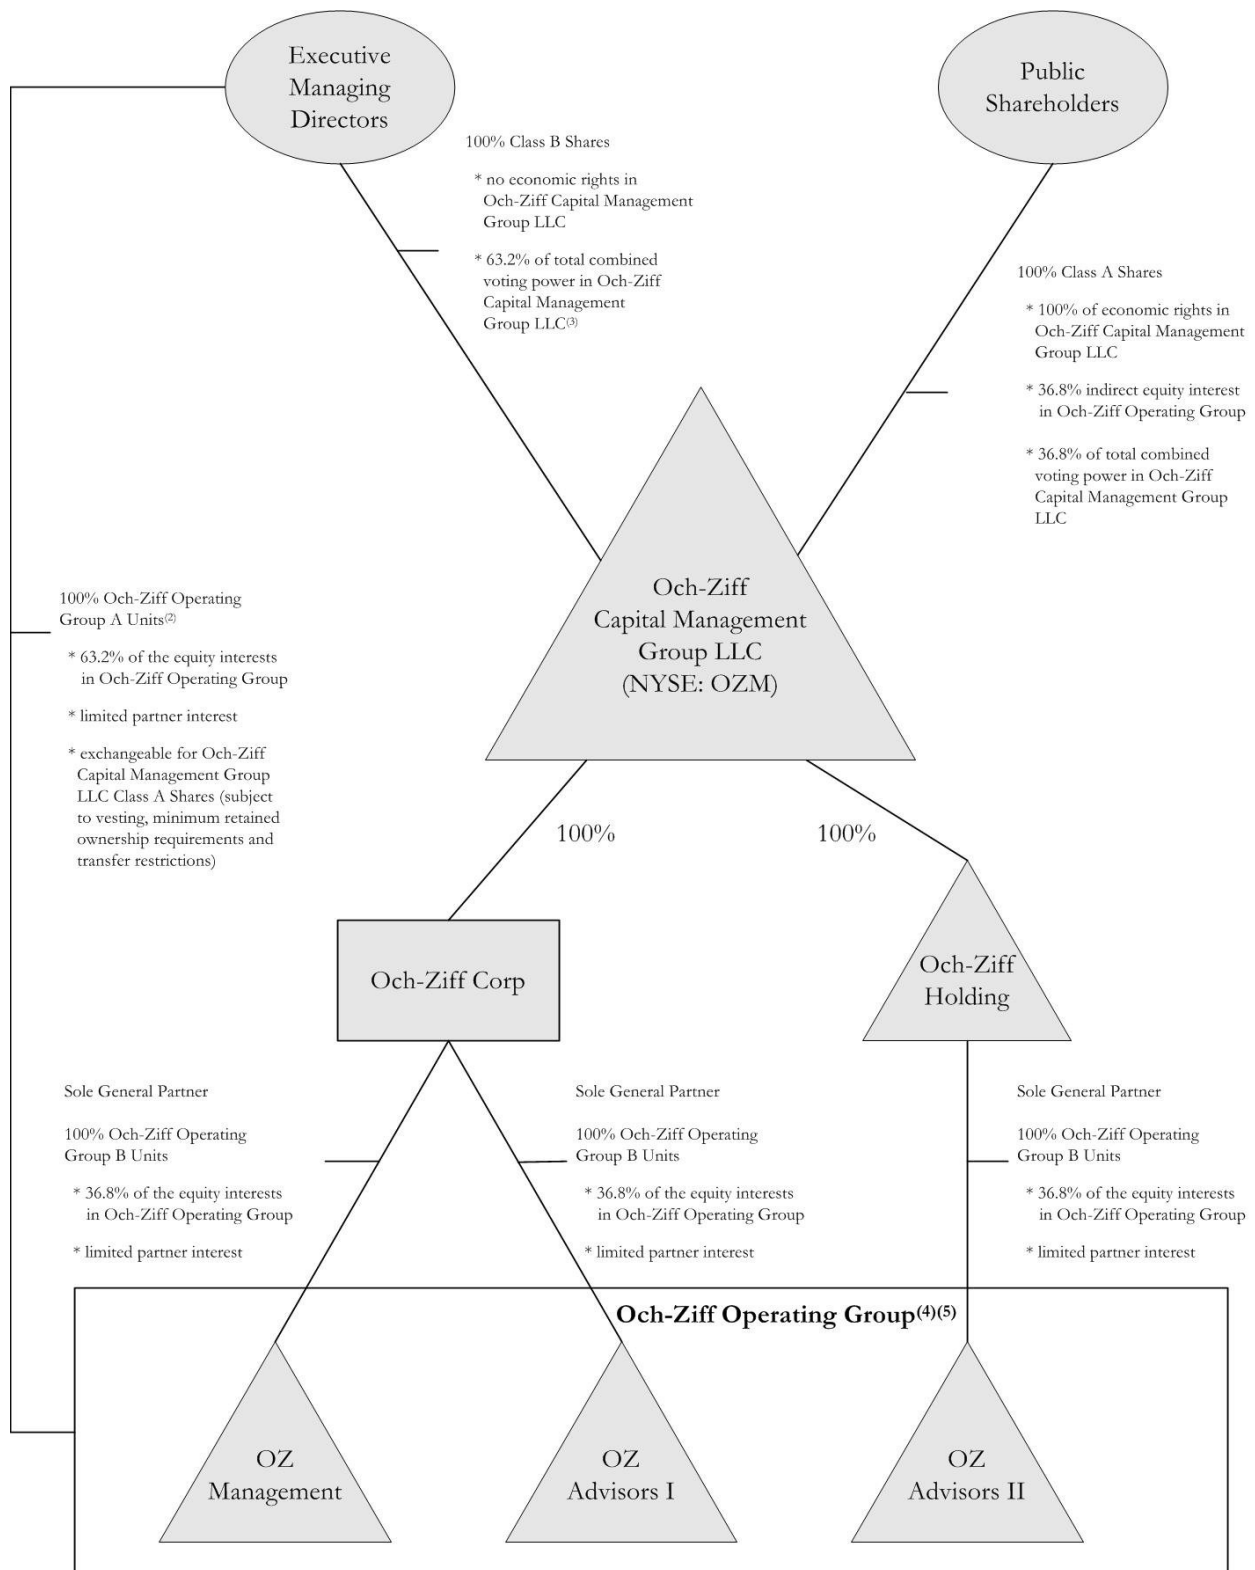 Executive
Managing
Directors
Public
Shareholders
100% Class B Shares
* no economic rights in
Och-Ziff Capital Management
Group LLC
* 63.2% of total combined
voting power in Och-Ziff
Capital Management
Group LLC(3)
100% Class A Shares
* 100% of economic rights in
Och-Ziff Capital Management
Group LLC
* 36.8% indirect equity interest
in Och-Ziff Operating Group
* 36.8% of total combined
voting power in Och-Ziff
Capital Management Group
LLC
Och-Ziff
Capital Management
Group LLC
(NYSE: OZM)
100% Och-Ziff Operating
Group A Units(2)
* 63.2% of the equity interests
in Och-Ziff Operating Group
* limited partner interest
* exchangeable for Och-Ziff
Capital Management Group
LLC Class A Shares (subject
to vesting, minimum retained
ownership requirements and
transfer restrictions)
100%
100%
Och-Ziff Corp
Och-Ziff
Holding
Sole General Partner
100% Och-Ziff Operating
Group B Units
* 36.8% of the equity interests
in Och-Ziff Operating Group
* limited partner interest
Sole General Partner
100% Och-Ziff Operating
Group B Units
* 36.8% of the equity interests
in Och-Ziff Operating Group
* limited partner interest
Sole General Partner
100% Och-Ziff Operating
Group B Units
* 36.8% of the equity interests
in Och-Ziff Operating Group
* limited partner interest
Och-Ziff Operating Group(4)(5)
OZ
Management
OZ
Advisors I
OZ
Advisors II